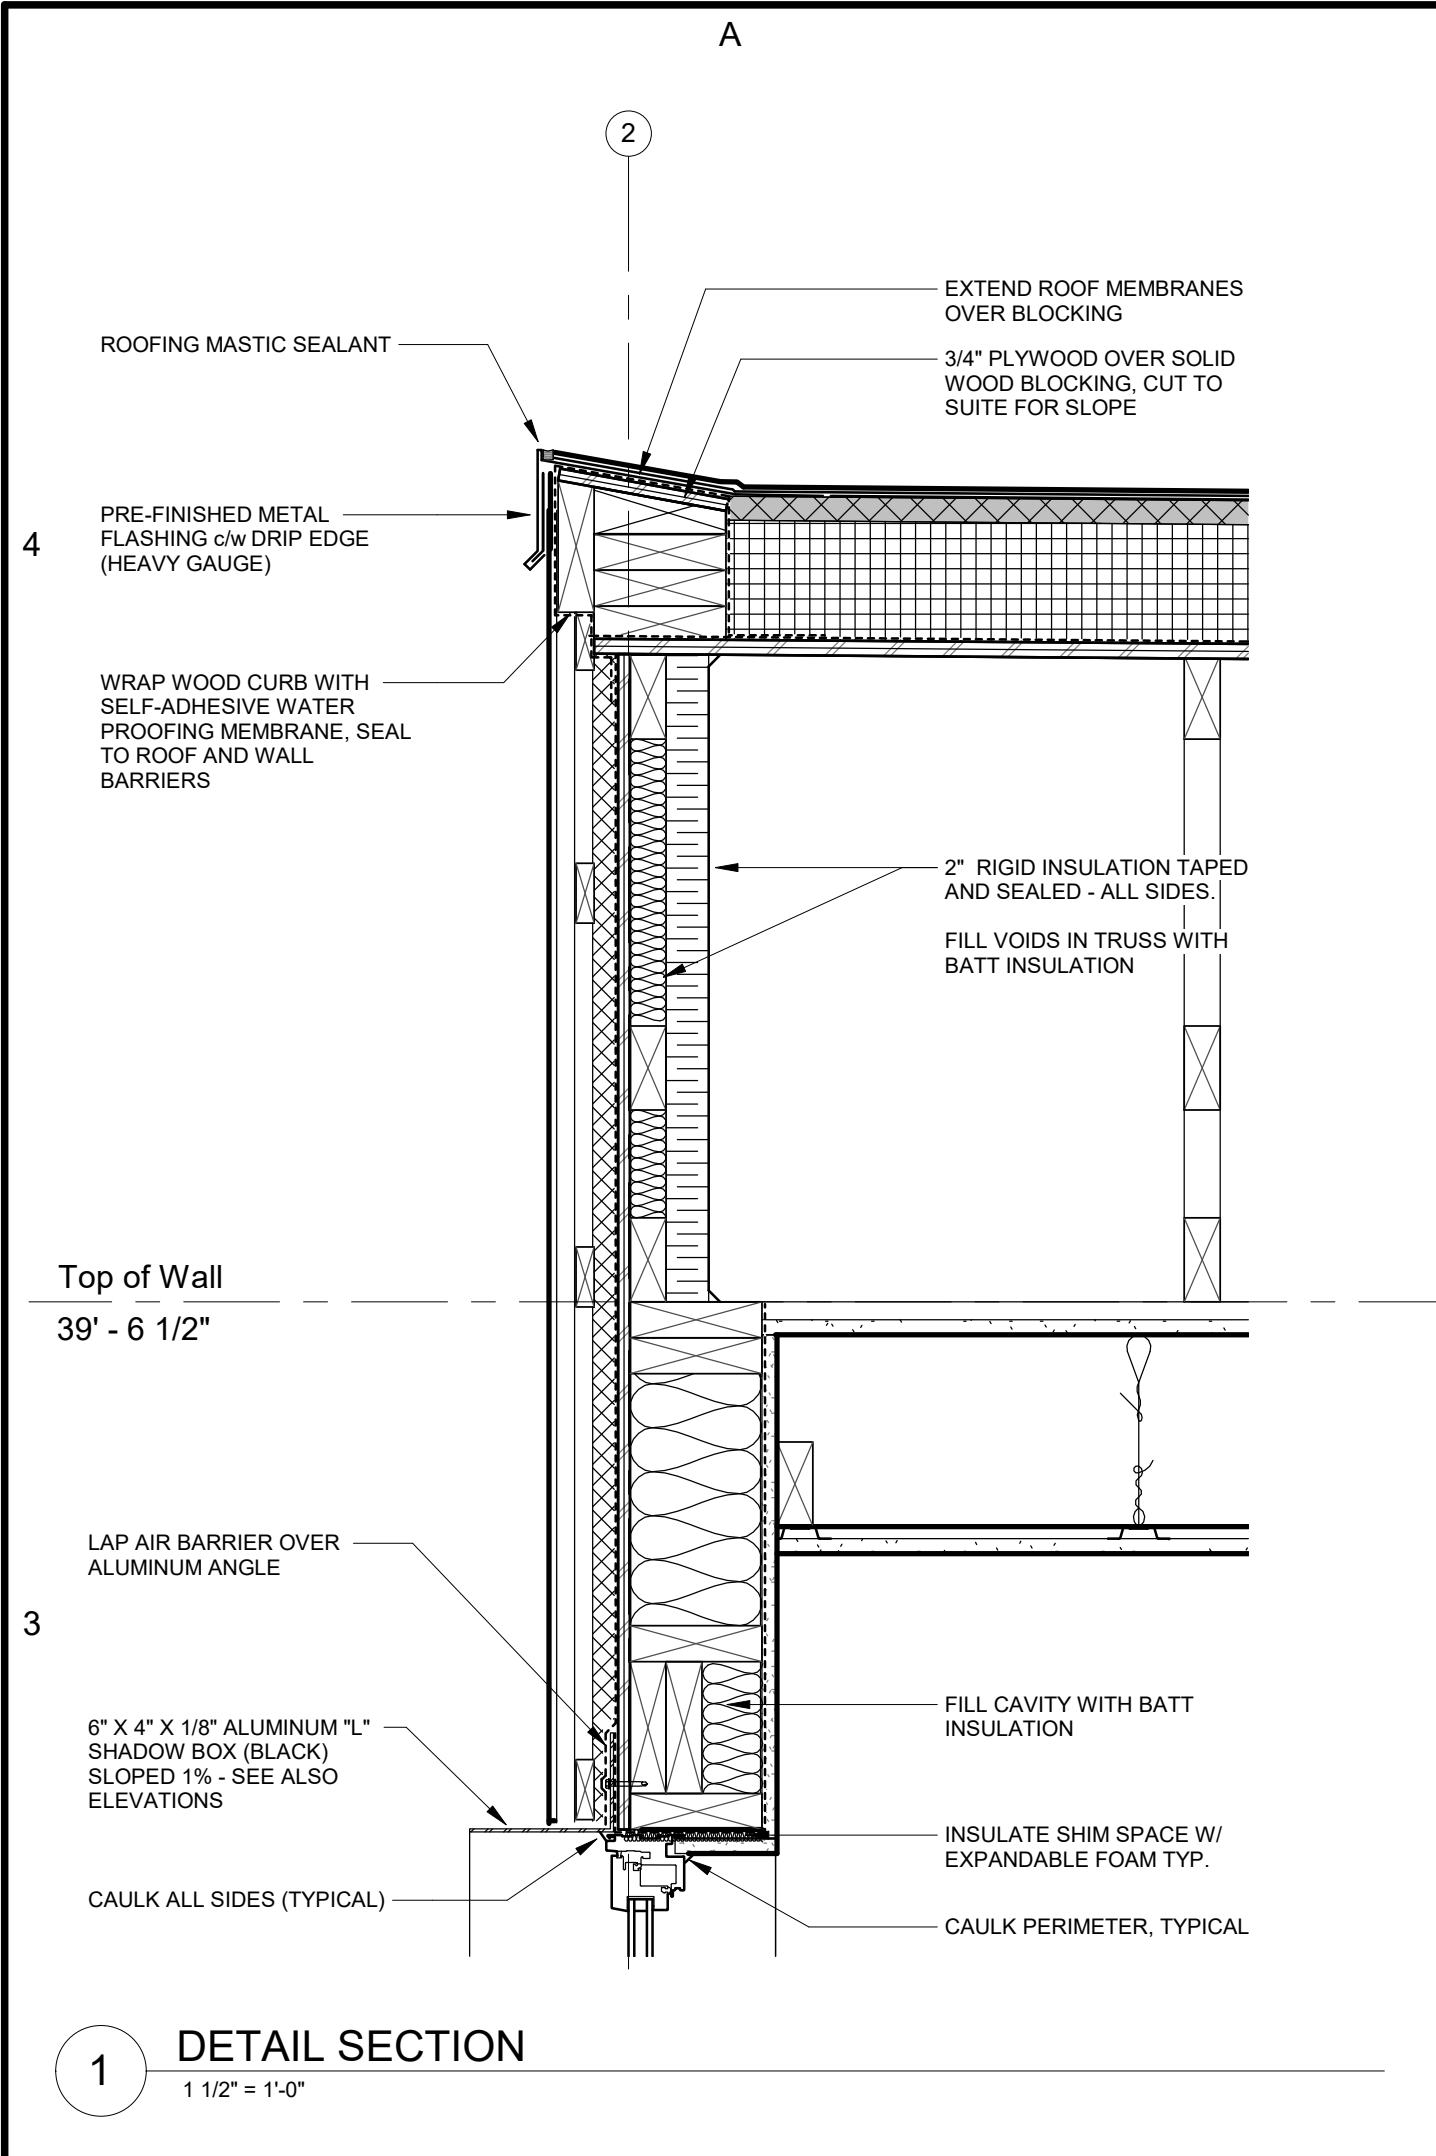 A
2
EXTEND ROOF MEMBRANES
OVER BLOCKING
ROOFING MASTIC SEALANT
3/4" PLYWOOD OVER SOLID
WOOD BLOCKING, CUT TO
SUITE FOR SLOPE
PRE-FINISHED METAL
FLASHING c/w DRIP EDGE
(HEAVY GAUGE)
4
WRAP WOOD CURB WITH
SELF-ADHESIVE WATER
PROOFING MEMBRANE, SEAL
TO ROOF AND WALL
BARRIERS
2" RIGID INSULATION TAPED
AND SEALED - ALL SIDES.
FILL VOIDS IN TRUSS WITH
BATT INSULATION
Top of Wall
39' - 6 1/2"
LAP AIR BARRIER OVER
ALUMINUM ANGLE
3
6" X 4" X 1/8" ALUMINUM "L"
SHADOW BOX (BLACK)
SLOPED 1% - SEE ALSO
ELEVATIONS
FILL CAVITY WITH BATT
INSULATION
INSULATE SHIM SPACE W/
EXPANDABLE FOAM TYP.
CAULK ALL SIDES (TYPICAL)
CAULK PERIMETER, TYPICAL
1
DETAIL SECTION
1 1/2" = 1'-0"